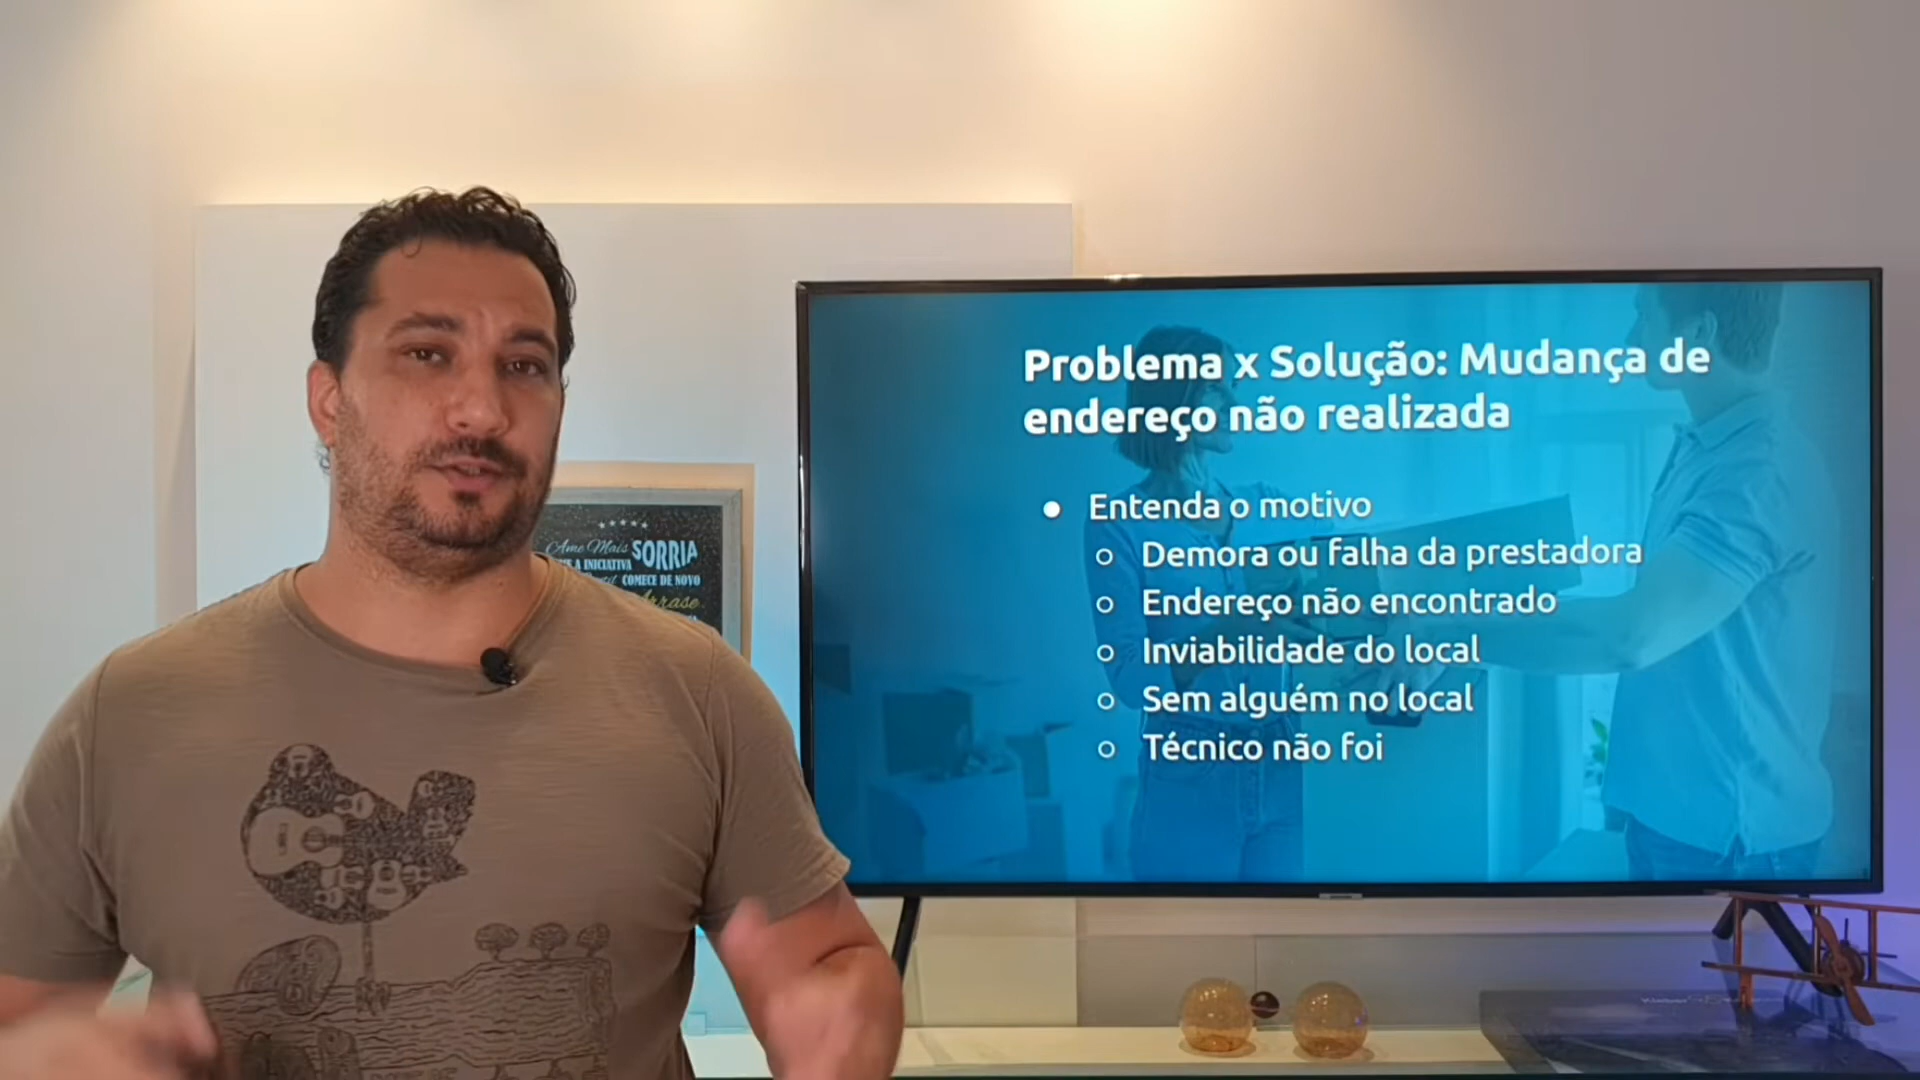 Problema x Solução: Mudança de
endereço não realizada
● Entenda o motivo
○ Demora ou falha da prestadora
○ Endereço não encontrado
○ Inviabilidade do local
○ Sem alguém no local
○ Técnico não foi
Ame Mais SORRIA
A INICIATIVA
COMECE DE NOVO
Arrase